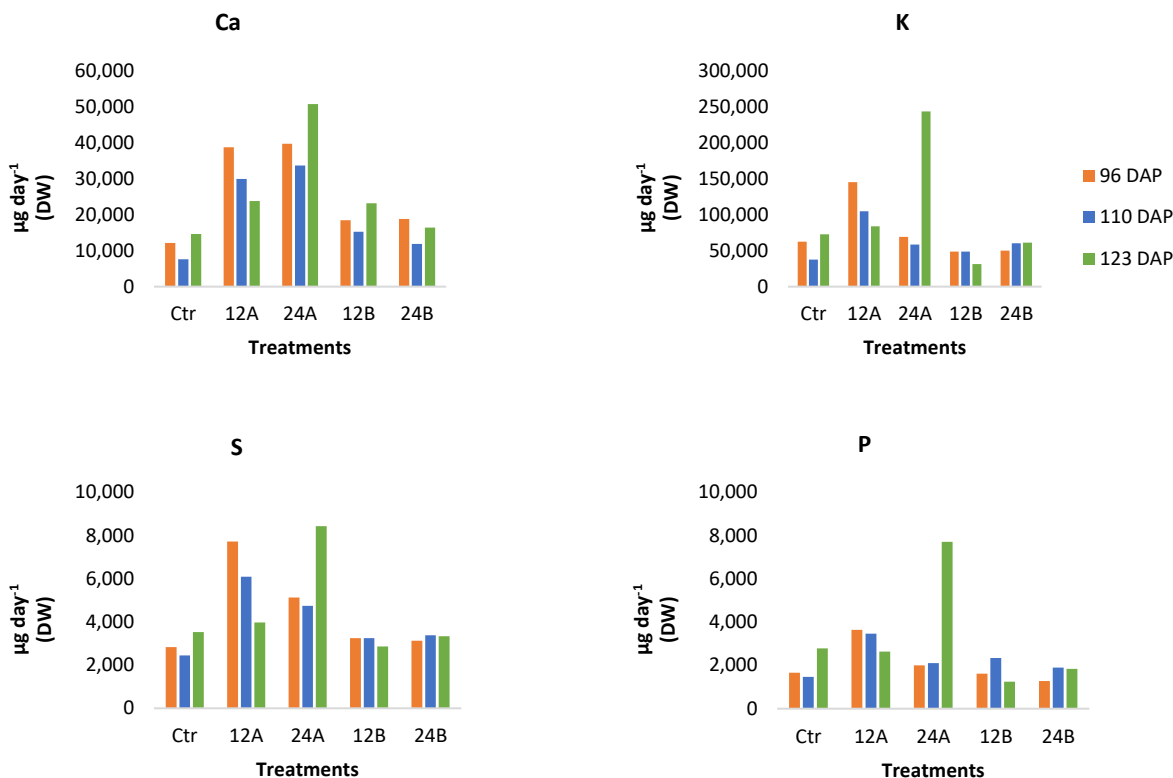 Ca
60,000
50,000
40,000
30,000
20,000
10,000
0
µg day⁻¹
(DW)
Ctr 12A 24A 12B 24B
Treatments
K
300,000
250,000
200,000
150,000
100,000
50,000
0
µg day⁻¹
(DW)
Ctr 12A 24A 12B 24B
Treatments
96 DAP
110 DAP
123 DAP
S
10,000
8,000
6,000
4,000
2,000
0
µg day⁻¹
(DW)
Ctr 12A 24A 12B 24B
Treatments
P
10,000
8,000
6,000
4,000
2,000
0
µg day⁻¹
(DW)
Ctr 12A 24A 12B 24B
Treatments